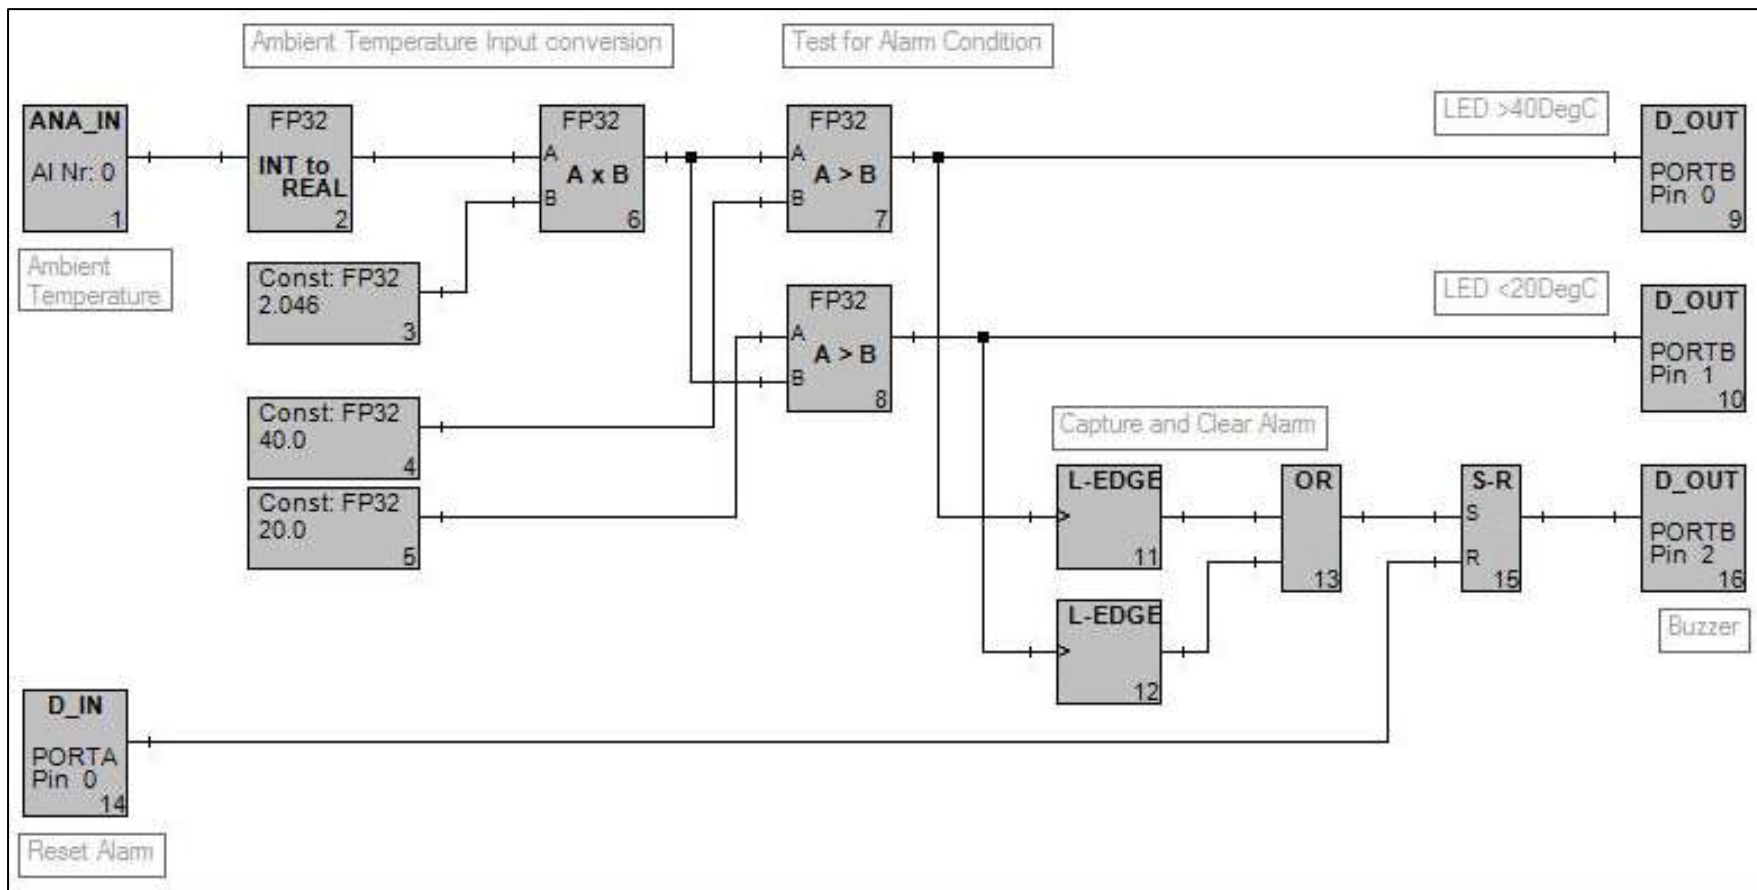 Ambient Temperature Input conversion
Test for Alarm Condition
ANA_IN
AI Nr: 0
1
Ambient
Temperature
FP32
INT to
REAL
2
FP32
A
A x B
B
6
FP32
A
A > B
B
7
LED >40DegC
D_OUT
PORTB
Pin 0
9
Const: FP32
2.046
3
FP32
A
A > B
B
8
LED <20DegC
D_OUT
PORTB
Pin 1
10
Const: FP32
40.0
4
Const: FP32
20.0
5
Capture and Clear Alarm
L-EDGE
>
11
OR
13
S-R
S
R
15
D_OUT
PORTB
Pin 2
16
Buzzer
L-EDGE
>
12
D_IN
PORTA
Pin 0
14
Reset Alarm